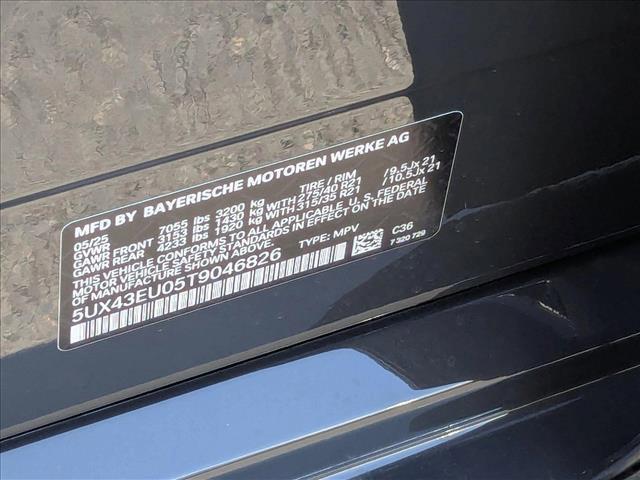 MFD BY BAYERISCHE MOTOREN WERKE AG
05/25
GVWR 7055 lbs 3200 kg TIRE / RIM
GAWR FRONT 3153 lbs 1430 kg WITH 275/40 R21 /9.5Jx21
GAWR REAR 4233 lbs 1920 kg WITH 315/35 R21 /10.5Jx21
THIS VEHICLE CONFORMS TO ALL APPLICABLE U.S. FEDERAL
MOTOR VEHICLE SAFETY STANDARDS IN EFFECT ON THE DATE
OF MANUFACTURE SHOWN ABOVE.
TYPE: MPV C36
5UX43EU05T9046826
7 320 729